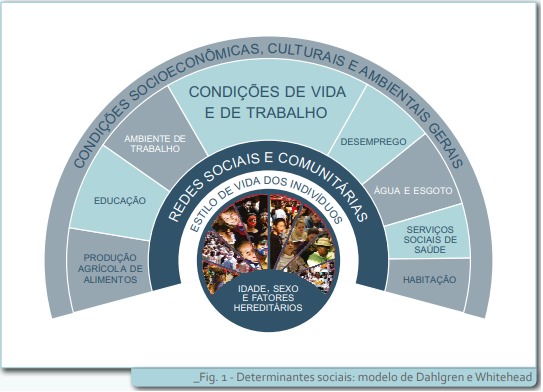 CONDIÇÕES SOCIOECONÔMICAS, CULTURAIS E AMBIENTAIS GERAIS
CONDIÇÕES DE VIDA
E DE TRABALHO
AMBIENTE DE
TRABALHO
DESEMPREGO
EDUCAÇÃO
ÁGUA E ESGOTO
PRODUÇÃO
AGRÍCOLA DE
ALIMENTOS
SERVIÇOS
SOCIAIS DE
SAÚDE
HABITAÇÃO
REDES SOCIAIS E COMUNITÁRIAS
ESTILO DE VIDA DOS INDIVÍDUOS
IDADE, SEXO
E FATORES
HEREDITÁRIOS
_Fig. 1 - Determinantes sociais: modelo de Dahlgren e Whitehead